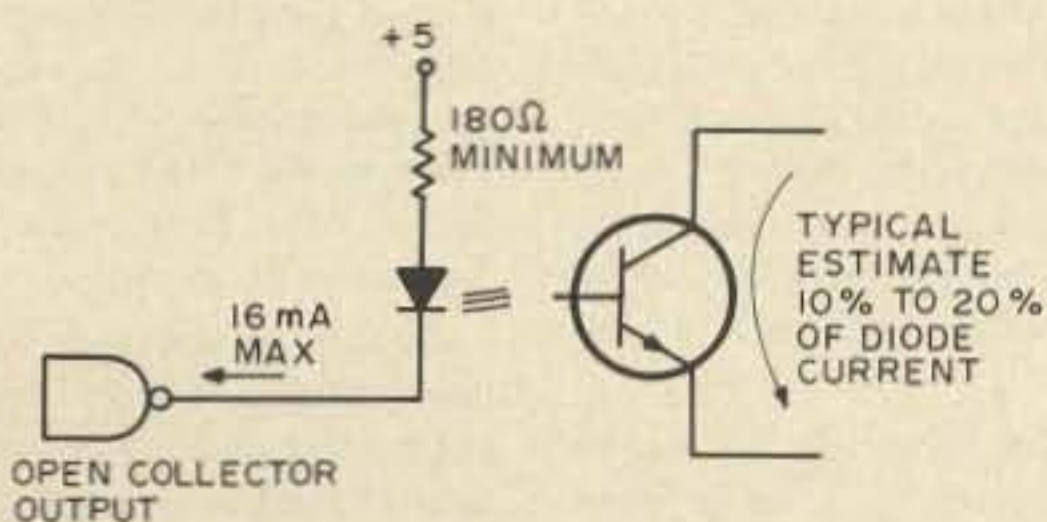 +5
180Ω
MINIMUM
16 mA
MAX
TYPICAL
ESTIMATE
10% TO 20%
OF DIODE
CURRENT
OPEN COLLECTOR
OUTPUT